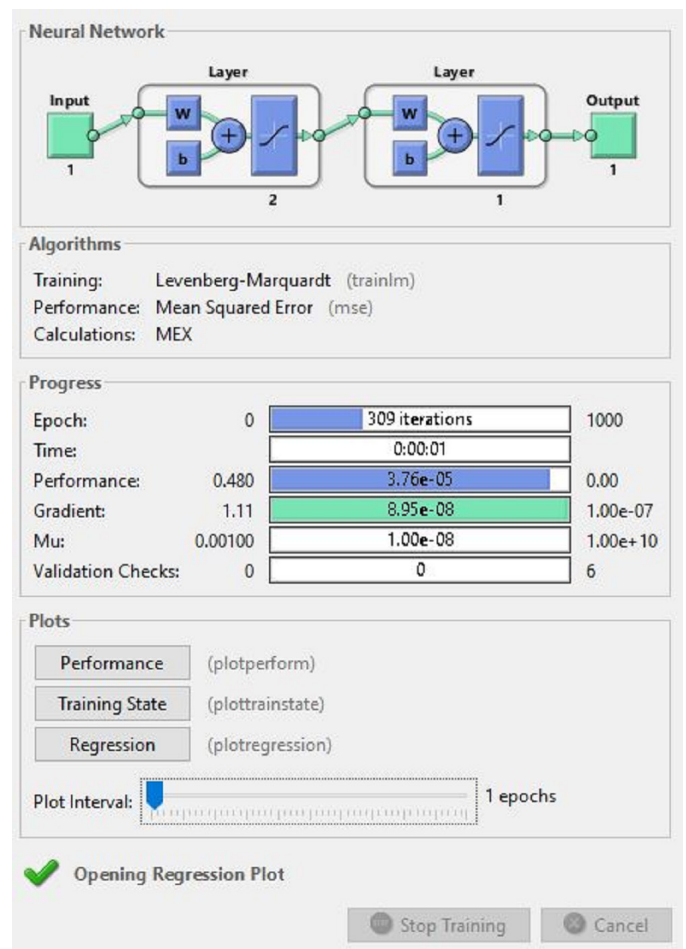 Neural Network
Layer Layer
Input Output
W W
+ +
b b
1 1
2 1
Algorithms
Training: Levenberg-Marquardt (trainlm)
Performance: Mean Squared Error (mse)
Calculations: MEX
Progress
Epoch: 0 309 iterations 1000
Time: 0:00:01
Performance: 0.480 3.76e-05 0.00
Gradient: 1.11 8.95e-08 1.00e-07
Mu: 0.00100 1.00e-08 1.00e+10
Validation Checks: 0 0 6
Plots
Performance (plotperform)
Training State (plottrainstate)
Regression (plotregression)
Plot Interval: 1 epochs
Opening Regression Plot
Stop Training Cancel